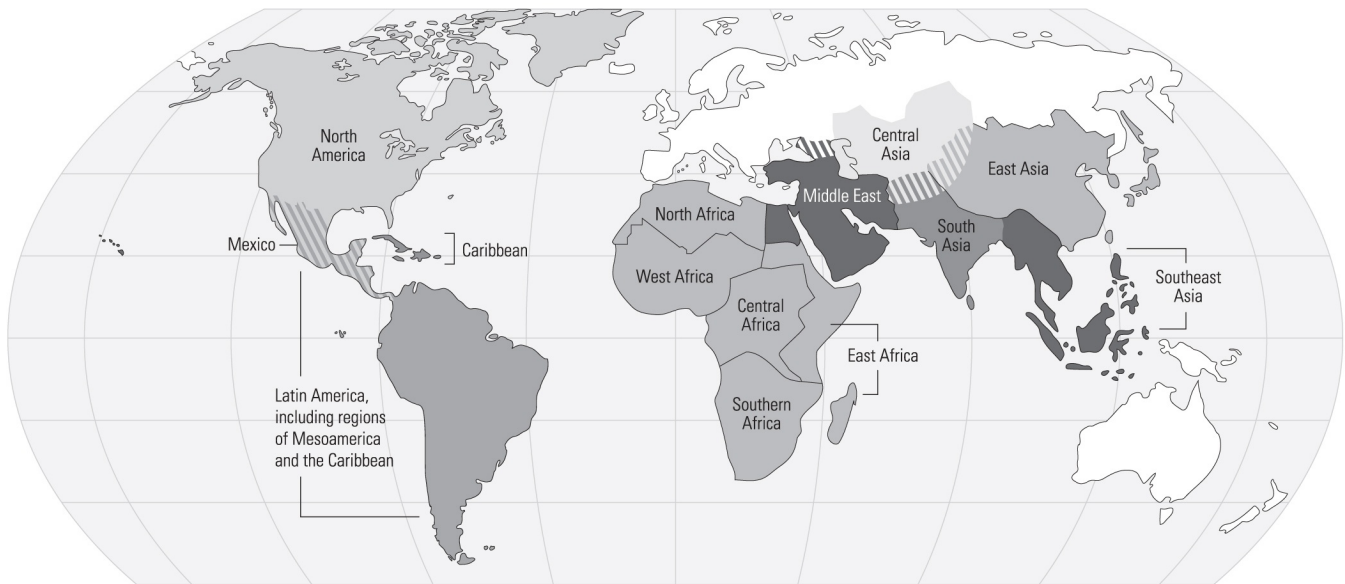 North
America
Central
Asia
East Asia
Middle East
North Africa
South
Asia
Mexico
Caribbean
West Africa
Southeast
Asia
Central
Africa
East Africa
Latin America,
including regions
of Mesoamerica
and the Caribbean
Southern
Africa